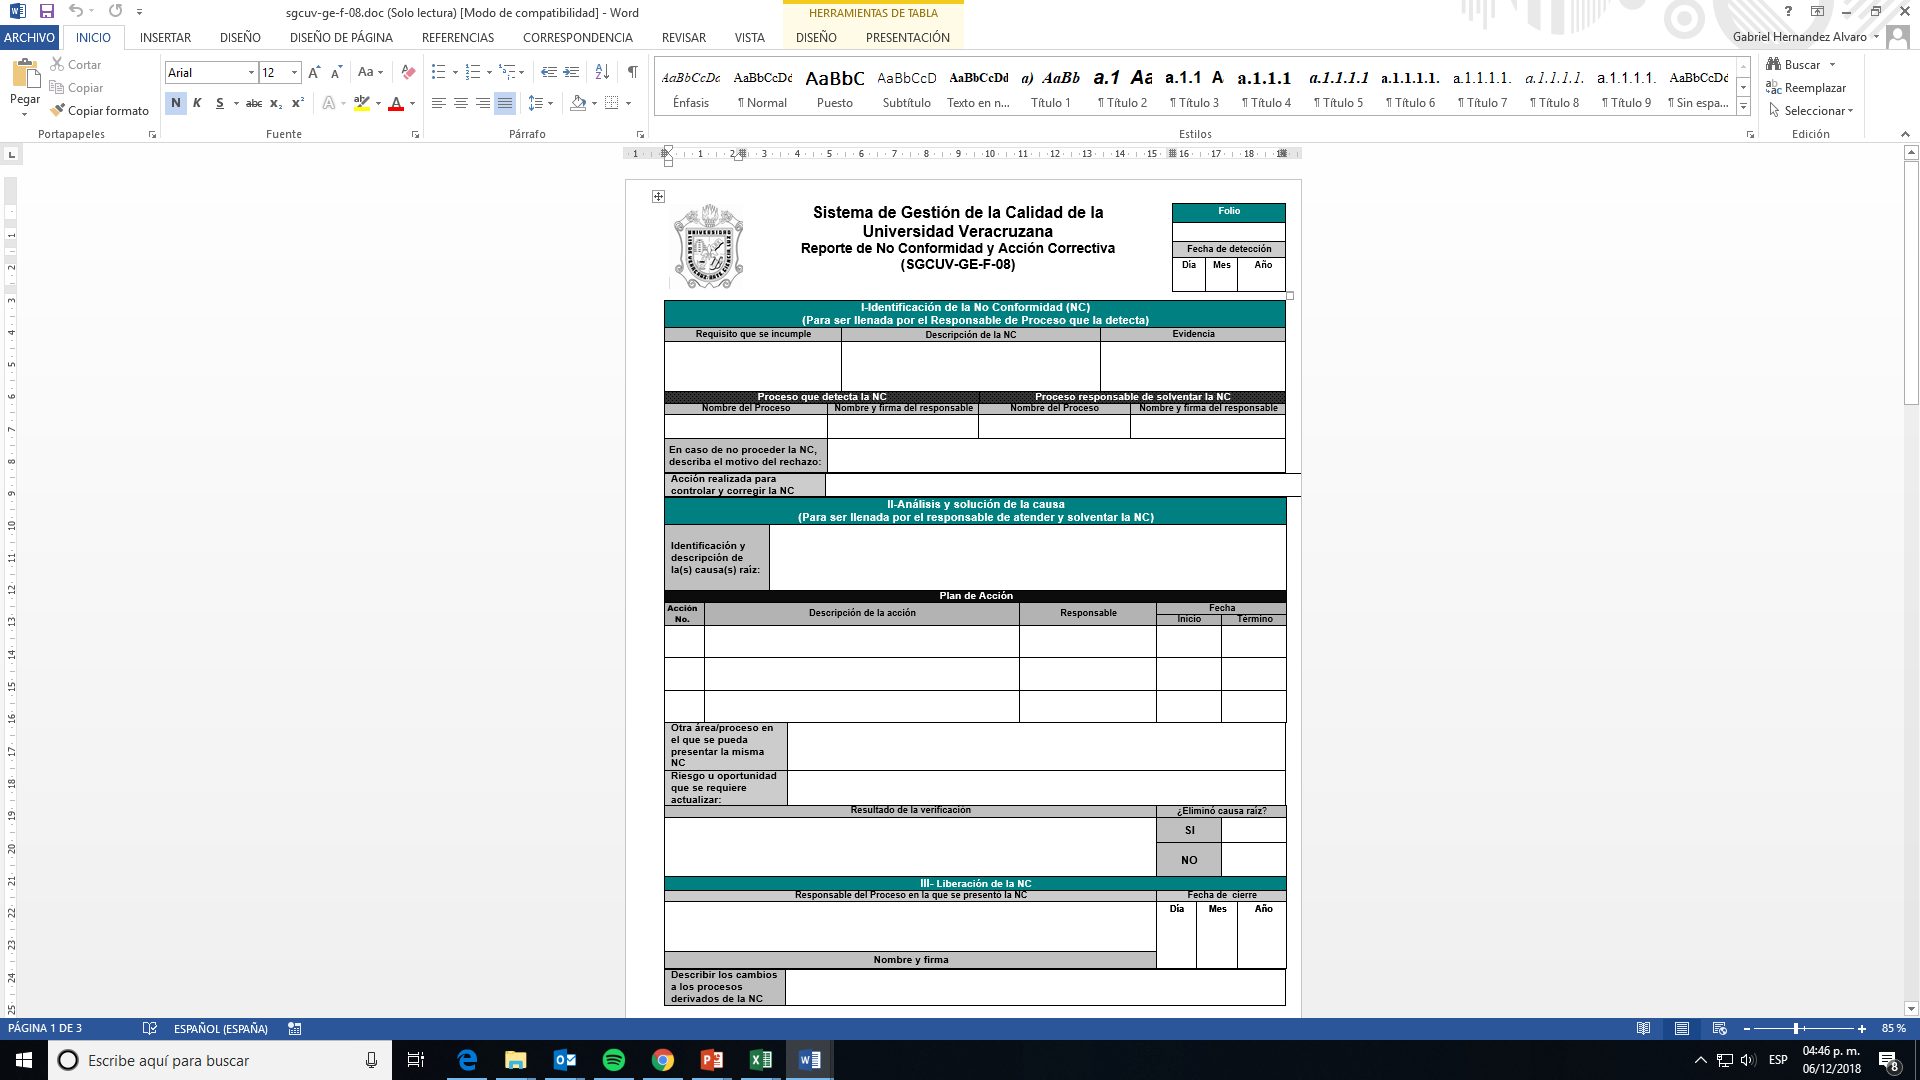 sgcuv-ge-f-08.doc (Solo lectura) [Modo de compatibilidad] - Word
HERRAMIENTAS DE TABLA
ARCHIVO INICIO INSERTAR DISEÑO DISEÑO DE PÁGINA REFERENCIAS CORRESPONDENCIA REVISAR VISTA DISEÑO PRESENTACIÓN Gabriel Hernandez Alvaro
Pegar
Cortar
Copiar
Copiar formato
Portapapeles
Arial 12
Fuente
Párrafo
AaBbCcDc AaBbCcDd AaBbC AaBbCcD AaBbCcDd a) AaBb a.1 Aa a.1.1 A a.1.1.1 a.1.1.1.1 a.1.1.1.1. a.1.1.1.1. a.1.1.1.1. a.1.1.1.1. AaBbCcDd
Énfasis ¶ Normal Puesto Subtítulo Texto en n... Título 1 ¶ Título 2 ¶ Título 3 ¶ Título 4 ¶ Título 5 ¶ Título 6 ¶ Título 7 ¶ Título 8 ¶ Título 9 ¶ Sin espa...
Estilos
Buscar
Reemplazar
Seleccionar
Edición
Sistema de Gestión de la Calidad de la
Universidad Veracruzana
Reporte de No Conformidad y Acción Correctiva
(SGCUV-GE-F-08)
Folio
Fecha de detección
Día Mes Año
I-Identificación de la No Conformidad (NC)
(Para ser llenada por el Responsable de Proceso que la detecta)
Requisito que se incumple Descripción de la NC Evidencia
Proceso que detecta la NC Proceso responsable de solventar la NC
Nombre del Proceso Nombre y firma del responsable Nombre del Proceso Nombre y firma del responsable
En caso de no proceder la NC,
describa el motivo del rechazo:
Acción realizada para
controlar y corregir la NC
II-Análisis y solución de la causa
(Para ser llenada por el responsable de atender y solventar la NC)
Identificación y
descripción de
la(s) causa(s) raíz:
Plan de Acción
Acción
No.
Descripción de la acción Responsable Fecha
Inicio Término
Otra área/proceso en
el que se pueda
presentar la misma
NC
Riesgo u oportunidad
que se requiere
actualizar:
Resultado de la verificación ¿Eliminó causa raíz?
SI
NO
III- Liberación de la NC
Responsable del Proceso en la que se presentó la NC Fecha de cierre
Día Mes Año
Nombre y firma
Describir los cambios
a los procesos
derivados de la NC
PÁGINA 1 DE 3 ESPAÑOL (ESPAÑA) 85 %
Escribe aquí para buscar
ESP
04:46 p. m.
06/12/2018
8